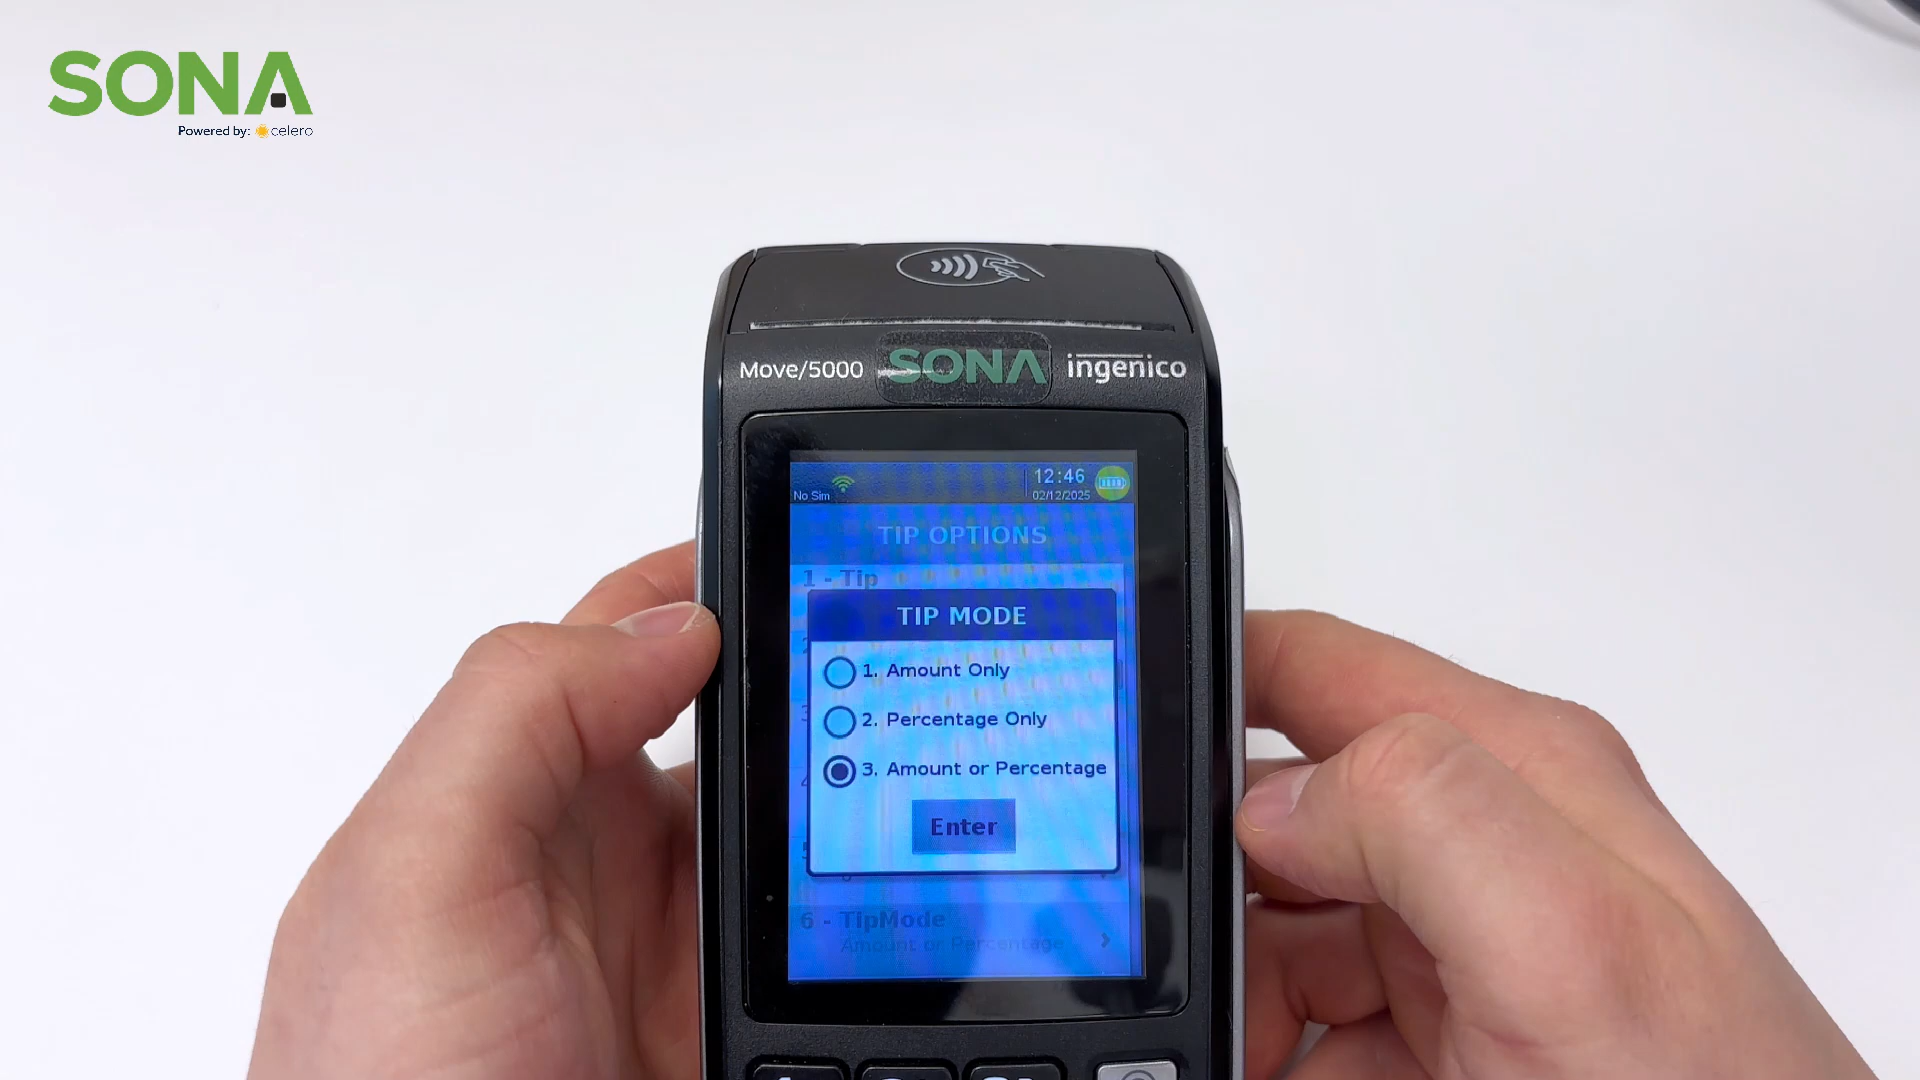 SONA
Powered by: celero
Move/5000 SONA ingenico
12:46
No Sim 02/12/2025
TIP OPTIONS
1 - Tip
TIP MODE
1. Amount Only
2. Percentage Only
3. Amount or Percentage
Enter
6 - TipMode
Amount or Percentage